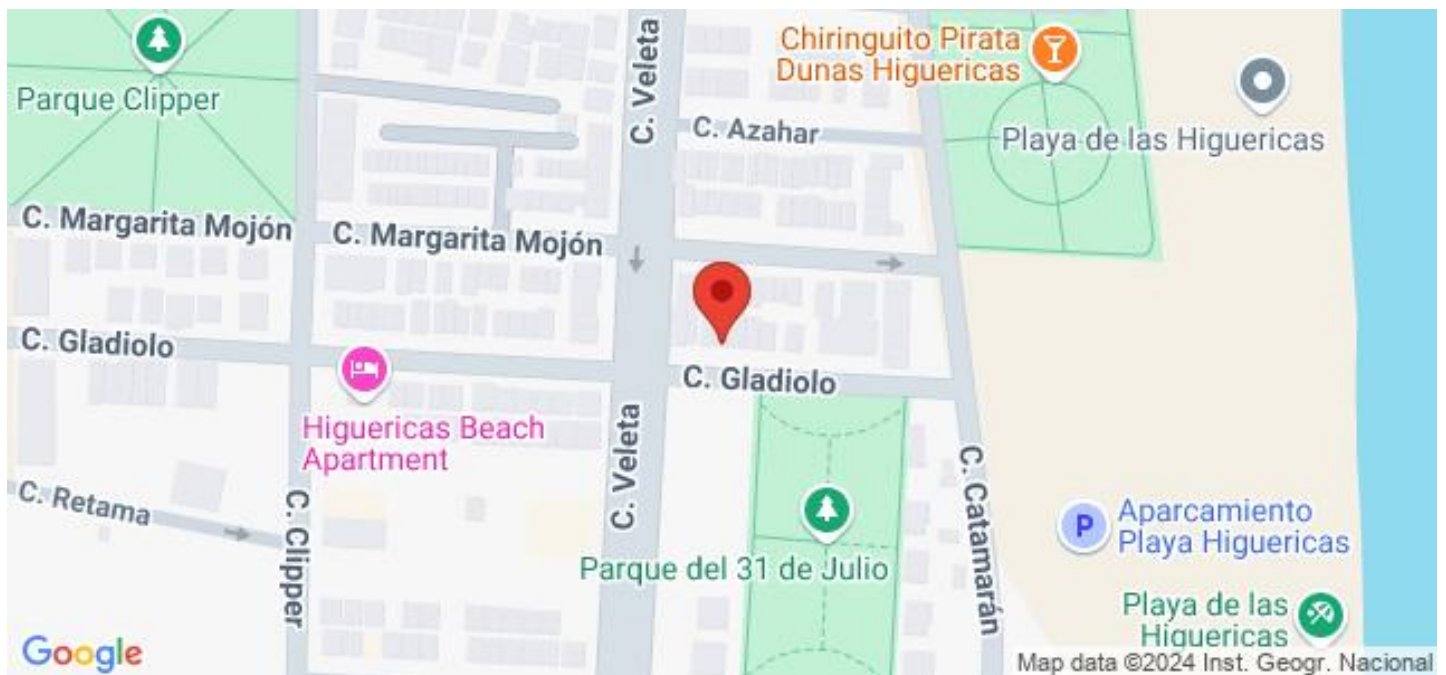 C. Veleta
Chiringuito Pirata
Dunas Higuericas
Parque Clipper
C. Azahar
Playa de las Higuericas
C. Margarita Mojón
C. Margarita Mojón
C. Gladiolo
C. Gladiolo
Higuericas Beach
Apartment
C. Veleta
C. Retama
C. Clipper
C. Catamarán
P
Aparcamiento
Playa Higuericas
Parque del 31 de Julio
Playa de las
Higuericas
Google
Map data ©2024 Inst. Geogr. Nacional